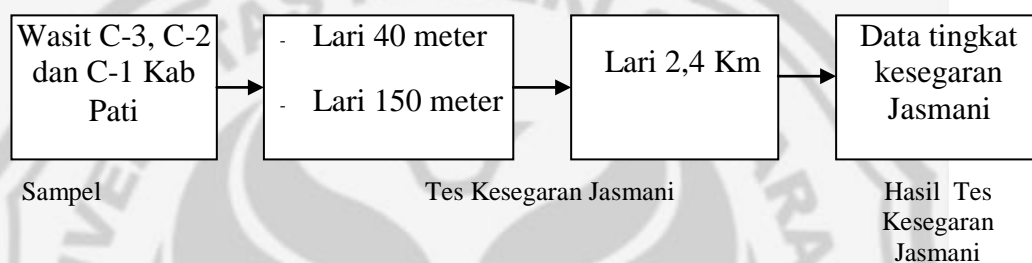 Wasit C-3, C-2
dan C-1 Kab
Pati
- Lari 40 meter
- Lari 150 meter
Lari 2,4 Km
Data tingkat
kesegaran
Jasmani
Sampel
Tes Kesegaran Jasmani
Hasil Tes
Kesegaran
Jasmani